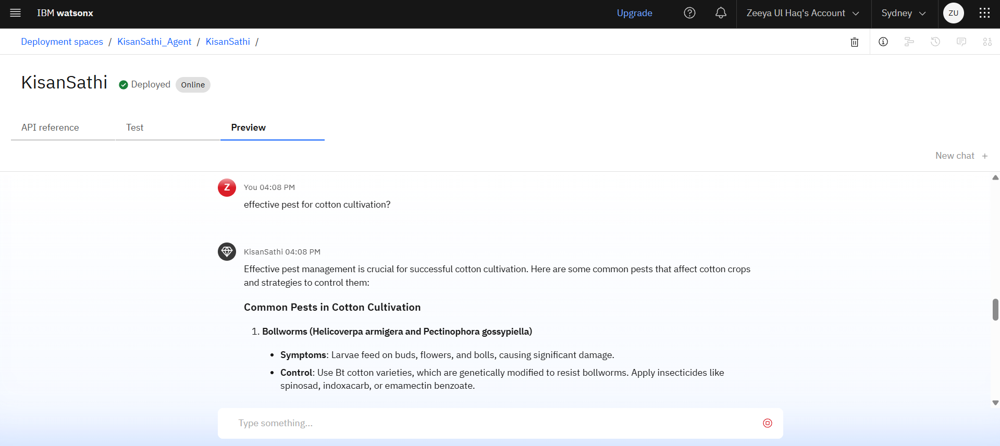 IBM watsonx
Upgrade
Zeeya Ul Haq's Account
Sydney
ZU
Deployment spaces / KisanSathi_Agent / KisanSathi /
KisanSathi
Deployed
Online
API reference
Test
Preview
New chat +
Z
You 04:08 PM
effective pest for cotton cultivation?
KisanSathi 04:08 PM
Effective pest management is crucial for successful cotton cultivation. Here are some common pests that affect cotton crops
and strategies to control them:
Common Pests in Cotton Cultivation
1. Bollworms (Helicoverpa armigera and Pectinophora gossypiella)
• Symptoms: Larvae feed on buds, flowers, and bolls, causing significant damage.
• Control: Use Bt cotton varieties, which are genetically modified to resist bollworms. Apply insecticides like
spinosad, indoxacarb, or emamectin benzoate.
Type something...